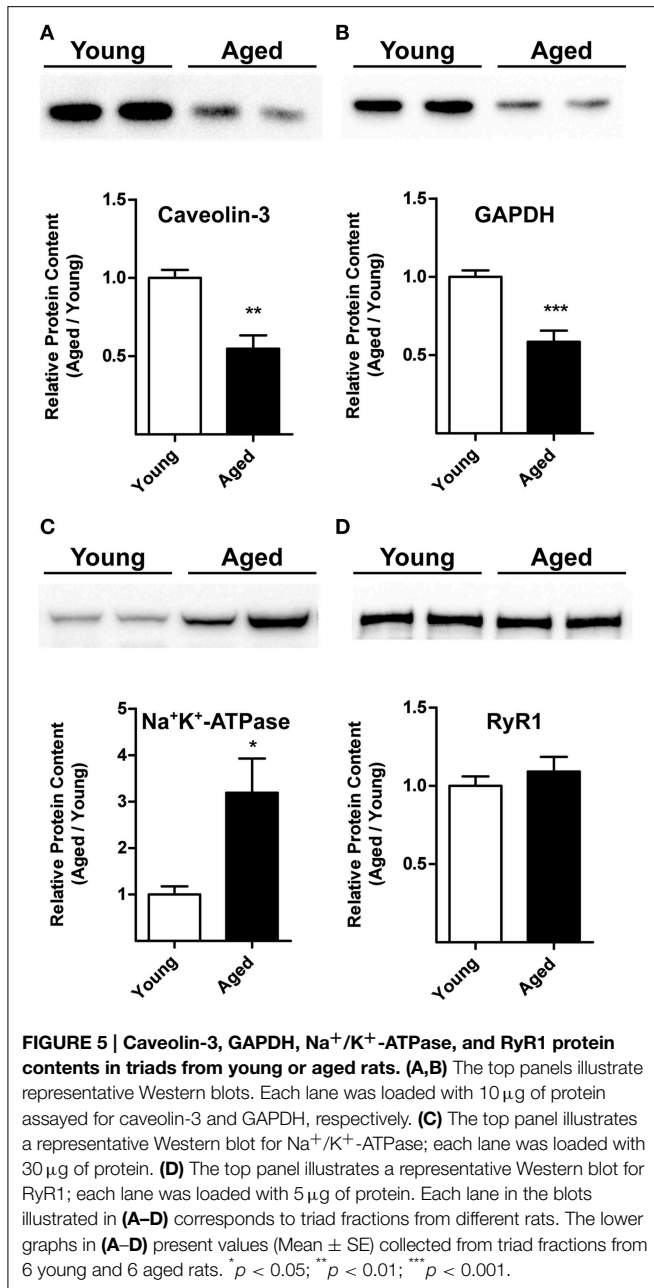 A
B
Young Aged
Young Aged
Relative Protein Content
(Aged / Young)
1.5
1.0
0.5
Caveolin-3
**
Young
Aged
Relative Protein Content
(Aged / Young)
1.5
1.0
0.5
GAPDH
***
Young
Aged
C
D
Young Aged
Young Aged
Relative Protein Content
(Aged / Young)
5
4
3
2
1
Na⁺K⁺-ATPase
*
Young
Aged
Relative Protein Content
(Aged / Young)
1.5
1.0
0.5
RyR1
Young
Aged
FIGURE 5 | Caveolin-3, GAPDH, Na⁺/K⁺-ATPase, and RyR1 protein
contents in triads from young or aged rats. (A,B) The top panels illustrate
representative Western blots. Each lane was loaded with 10 μg of protein
assayed for caveolin-3 and GAPDH, respectively. (C) The top panel illustrates
a representative Western blot for Na⁺/K⁺-ATPase; each lane was loaded with
30 μg of protein. (D) The top panel illustrates a representative Western blot for
RyR1; each lane was loaded with 5 μg of protein. Each lane in the blots
illustrated in (A–D) corresponds to triad fractions from different rats. The lower
graphs in (A–D) present values (Mean ± SE) collected from triad fractions from
6 young and 6 aged rats. *p < 0.05; **p < 0.01; ***p < 0.001.